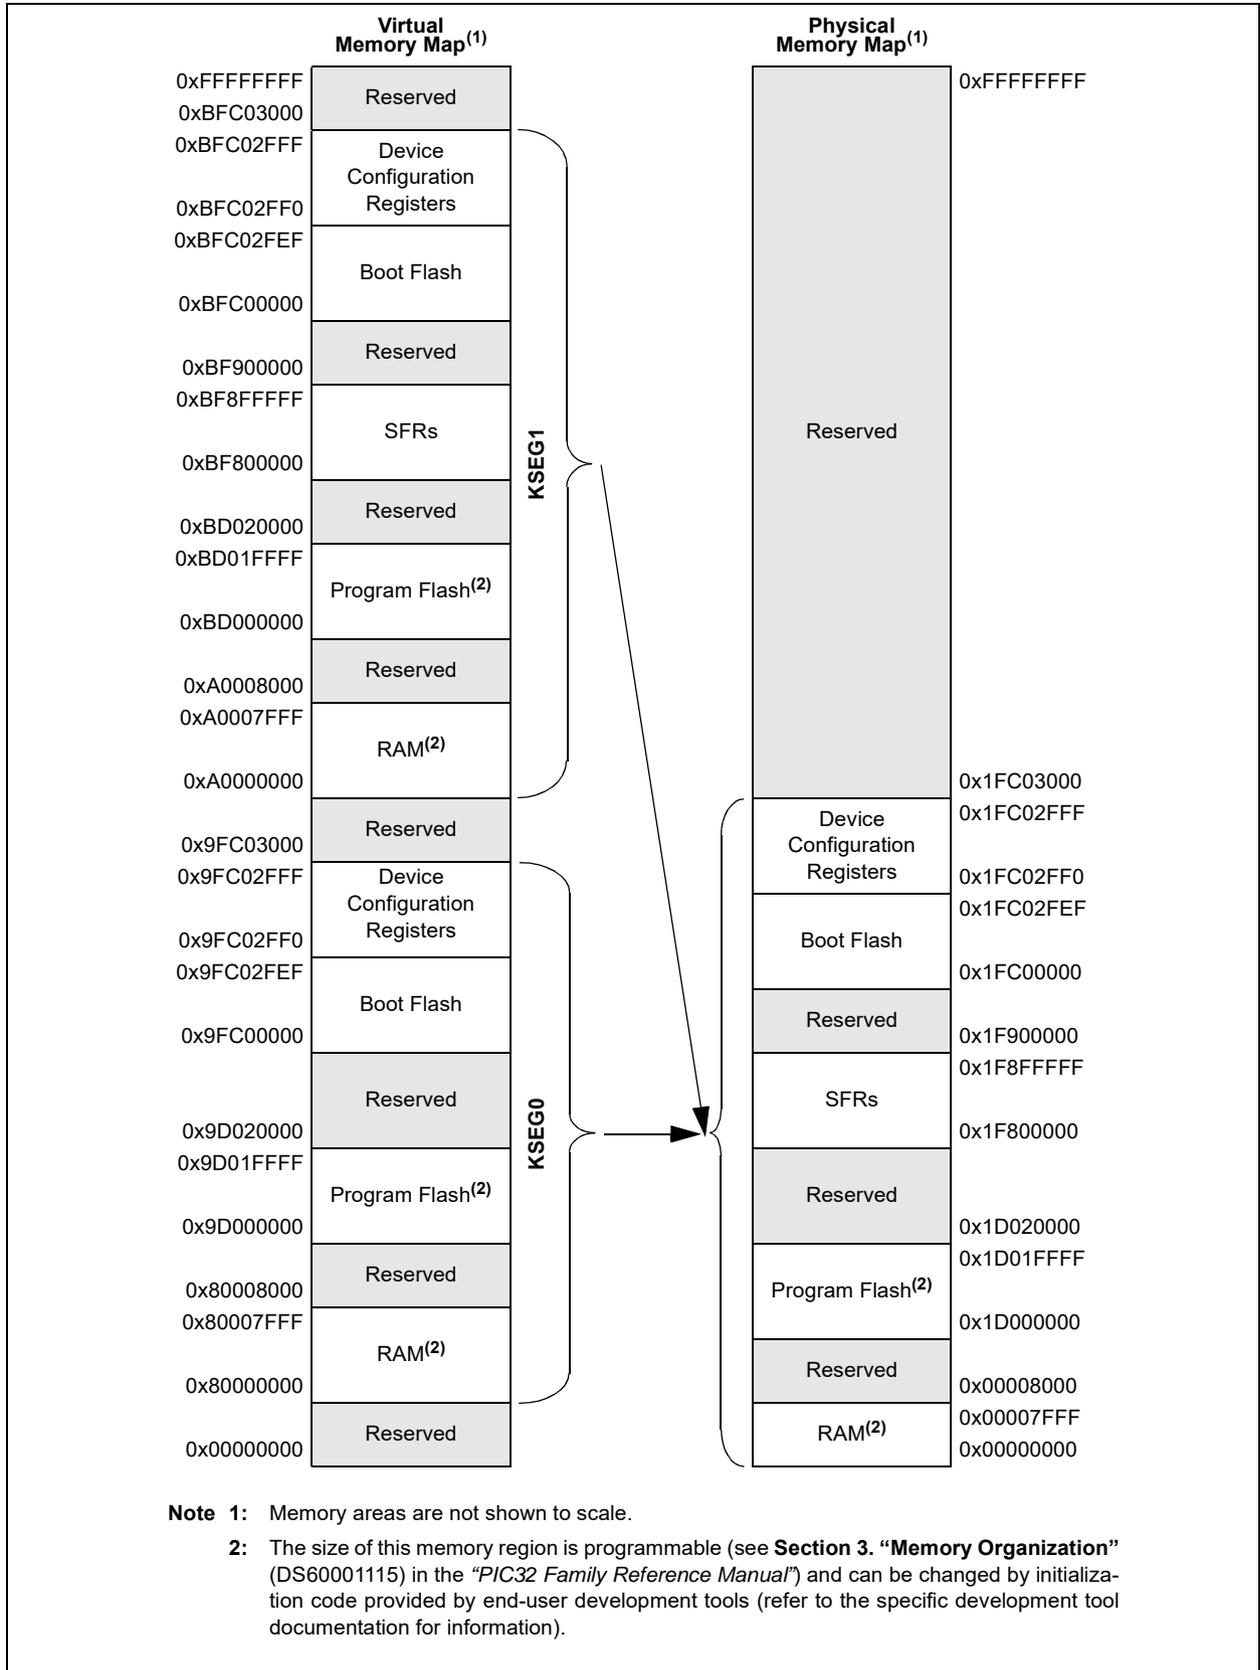 Virtual
Memory Map(1)
Physical
Memory Map(1)
0xFFFFFFFF
0xBFC03000
Reserved
0xBFC02FFF
0xBFC02FF0
Device
Configuration
Registers
0xBFC02FEF
0xBFC00000
Boot Flash
Reserved
0xBF900000
0xBF8FFFFF
0xBF800000
SFRs
Reserved
0xBD020000
0xBD01FFFF
0xBD000000
Program Flash(2)
Reserved
0xA0008000
0xA0007FFF
0xA0000000
RAM(2)
KSEG1
Reserved
0x9FC03000
0x9FC02FFF
0x9FC02FF0
Device
Configuration
Registers
0x9FC02FEF
0x9FC00000
Boot Flash
Reserved
0x9D020000
0x9D01FFFF
0x9D000000
Program Flash(2)
Reserved
0x80008000
0x80007FFF
0x80000000
RAM(2)
KSEG0
Reserved
0x00000000
0xFFFFFFFF
Reserved
0x1FC03000
Device
Configuration
Registers
0x1FC02FFF
0x1FC02FF0
Boot Flash
0x1FC02FEF
0x1FC00000
Reserved
0x1F900000
SFRs
0x1F8FFFFF
0x1F800000
Reserved
0x1D020000
Program Flash(2)
0x1D01FFFF
0x1D000000
Reserved
0x00008000
RAM(2)
0x00007FFF
0x00000000
Note 1: Memory areas are not shown to scale.
2: The size of this memory region is programmable (see Section 3. “Memory Organization”
(DS60001115) in the “PIC32 Family Reference Manual”) and can be changed by initializa-
tion code provided by end-user development tools (refer to the specific development tool
documentation for information).